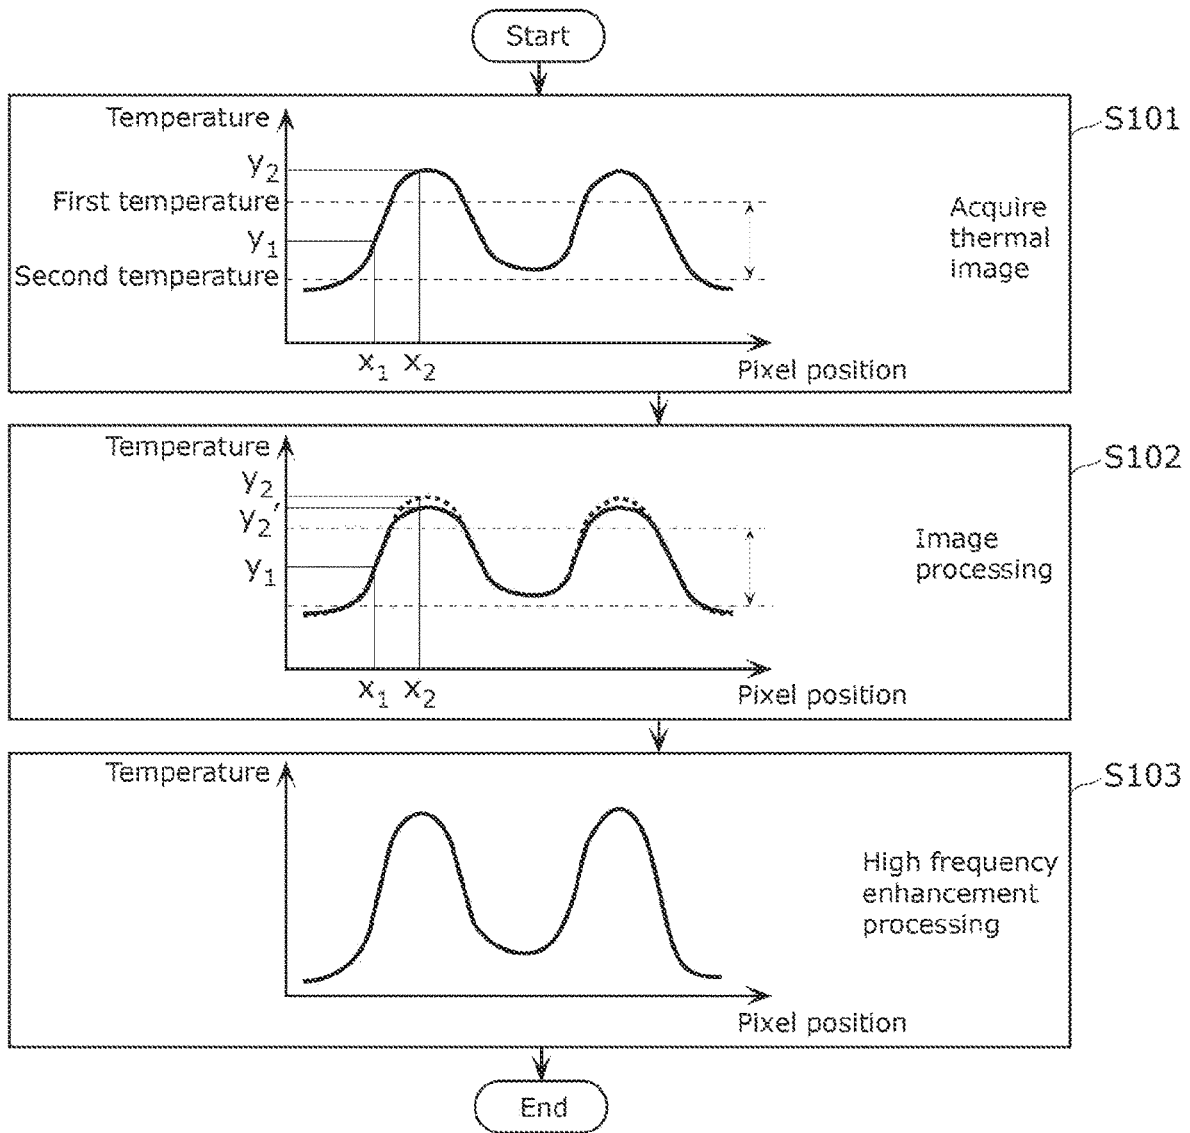 Start
S101
Temperature
y2
First temperature
y1
Second temperature
Acquire
thermal
image
x1 x2
Pixel position
S102
Temperature
y2
y2'
y1
Image
processing
x1 x2
Pixel position
S103
Temperature
High frequency
enhancement
processing
Pixel position
End